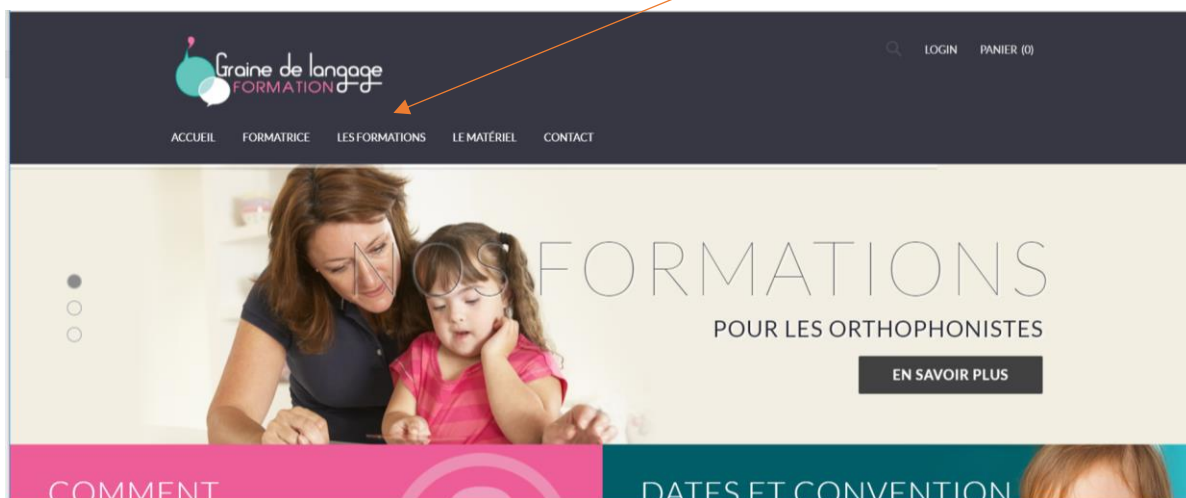 Graine de langage
FORMATION
LOGIN PANIER (0)
ACCUEIL FORMATRICE LES FORMATIONS LE MATÉRIEL CONTACT
NOS FORMATIONS
POUR LES ORTHOPHONISTES
EN SAVOIR PLUS
COMMENT
DATES ET CONVENTION